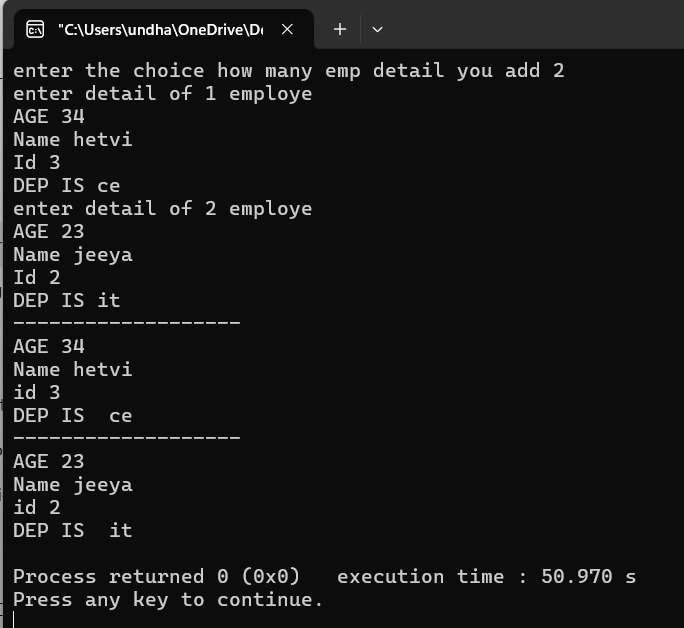 "C:\Users\undha\OneDrive\De
enter the choice how many emp detail you add 2
enter detail of 1 employe
AGE 34
Name hetvi
Id 3
DEP IS ce
enter detail of 2 employe
AGE 23
Name jeeya
Id 2
DEP IS it
-------------------
AGE 34
Name hetvi
id 3
DEP IS  ce
-------------------
AGE 23
Name jeeya
id 2
DEP IS  it
Process returned 0 (0x0)   execution time : 50.970 s
Press any key to continue.